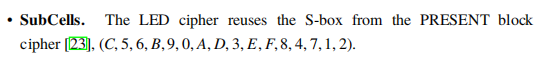 • SubCells. The LED cipher reuses the S-box from the PRESENT block
cipher [23], (C, 5, 6, B, 9, 0, A, D, 3, E, F, 8, 4, 7, 1, 2).